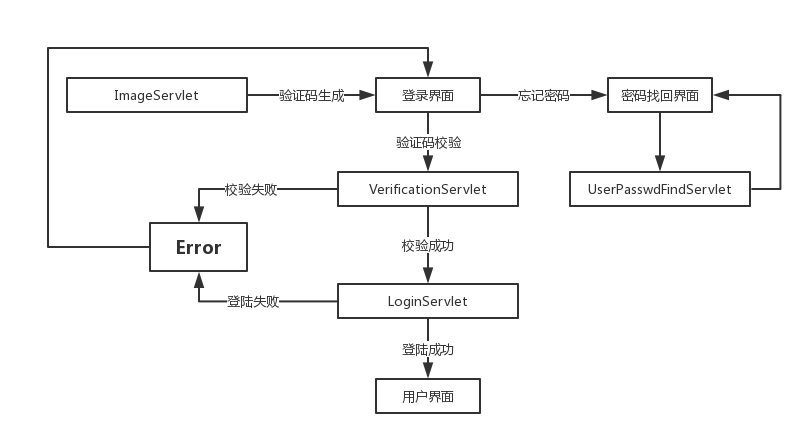 ImageServlet
验证码生成
登录界面
忘记密码
密码找回界面
验证码校验
校验失败
VerificationServlet
UserPasswdFindServlet
Error
校验成功
登陆失败
LoginServlet
登陆成功
用户界面